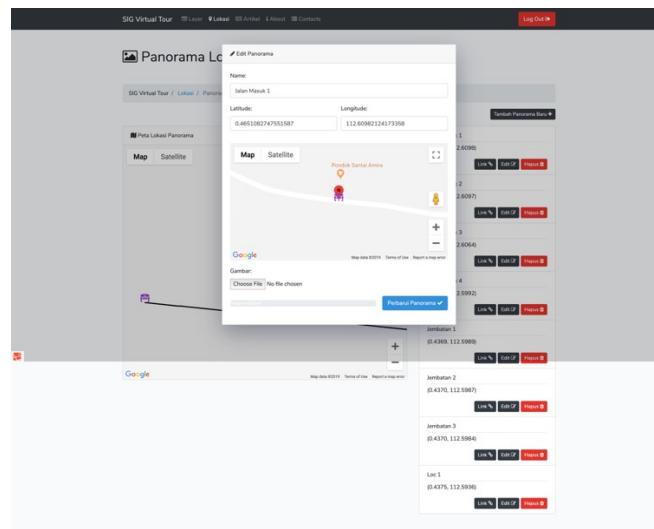 SIG Virtual Tour Layer Lokasi Artikel About Contacts Log Out
Panorama Lo
SIG Virtual Tour / Lokasi / Panora
Tambah Panorama Baru +
Peta Lokasi Panorama
Map Satellite
Edit Panorama
Name:
Jalan Masuk 1
Latitude: Longitude:
0.4651082747551587 112.60982124173358
Map Satellite
Pondok Santai Amira
+
−
Google Map data ©2019 Terms of Use Report a map error
Gambar:
Choose File No file chosen
Perbarui Panorama ✓
+
−
Google Map data ©2019 Terms of Use Report a map error
1
2.6098)
Link Edit Hapus
2
2.6097)
Link Edit Hapus
3
2.6064)
Link Edit Hapus
4
2.5992)
Link Edit Hapus
Jembatan 1
(0.4369, 112.5989)
Link Edit Hapus
Jembatan 2
(0.4370, 112.5987)
Link Edit Hapus
Jembatan 3
(0.4370, 112.5984)
Link Edit Hapus
Loc 1
(0.4375, 112.5936)
Link Edit Hapus